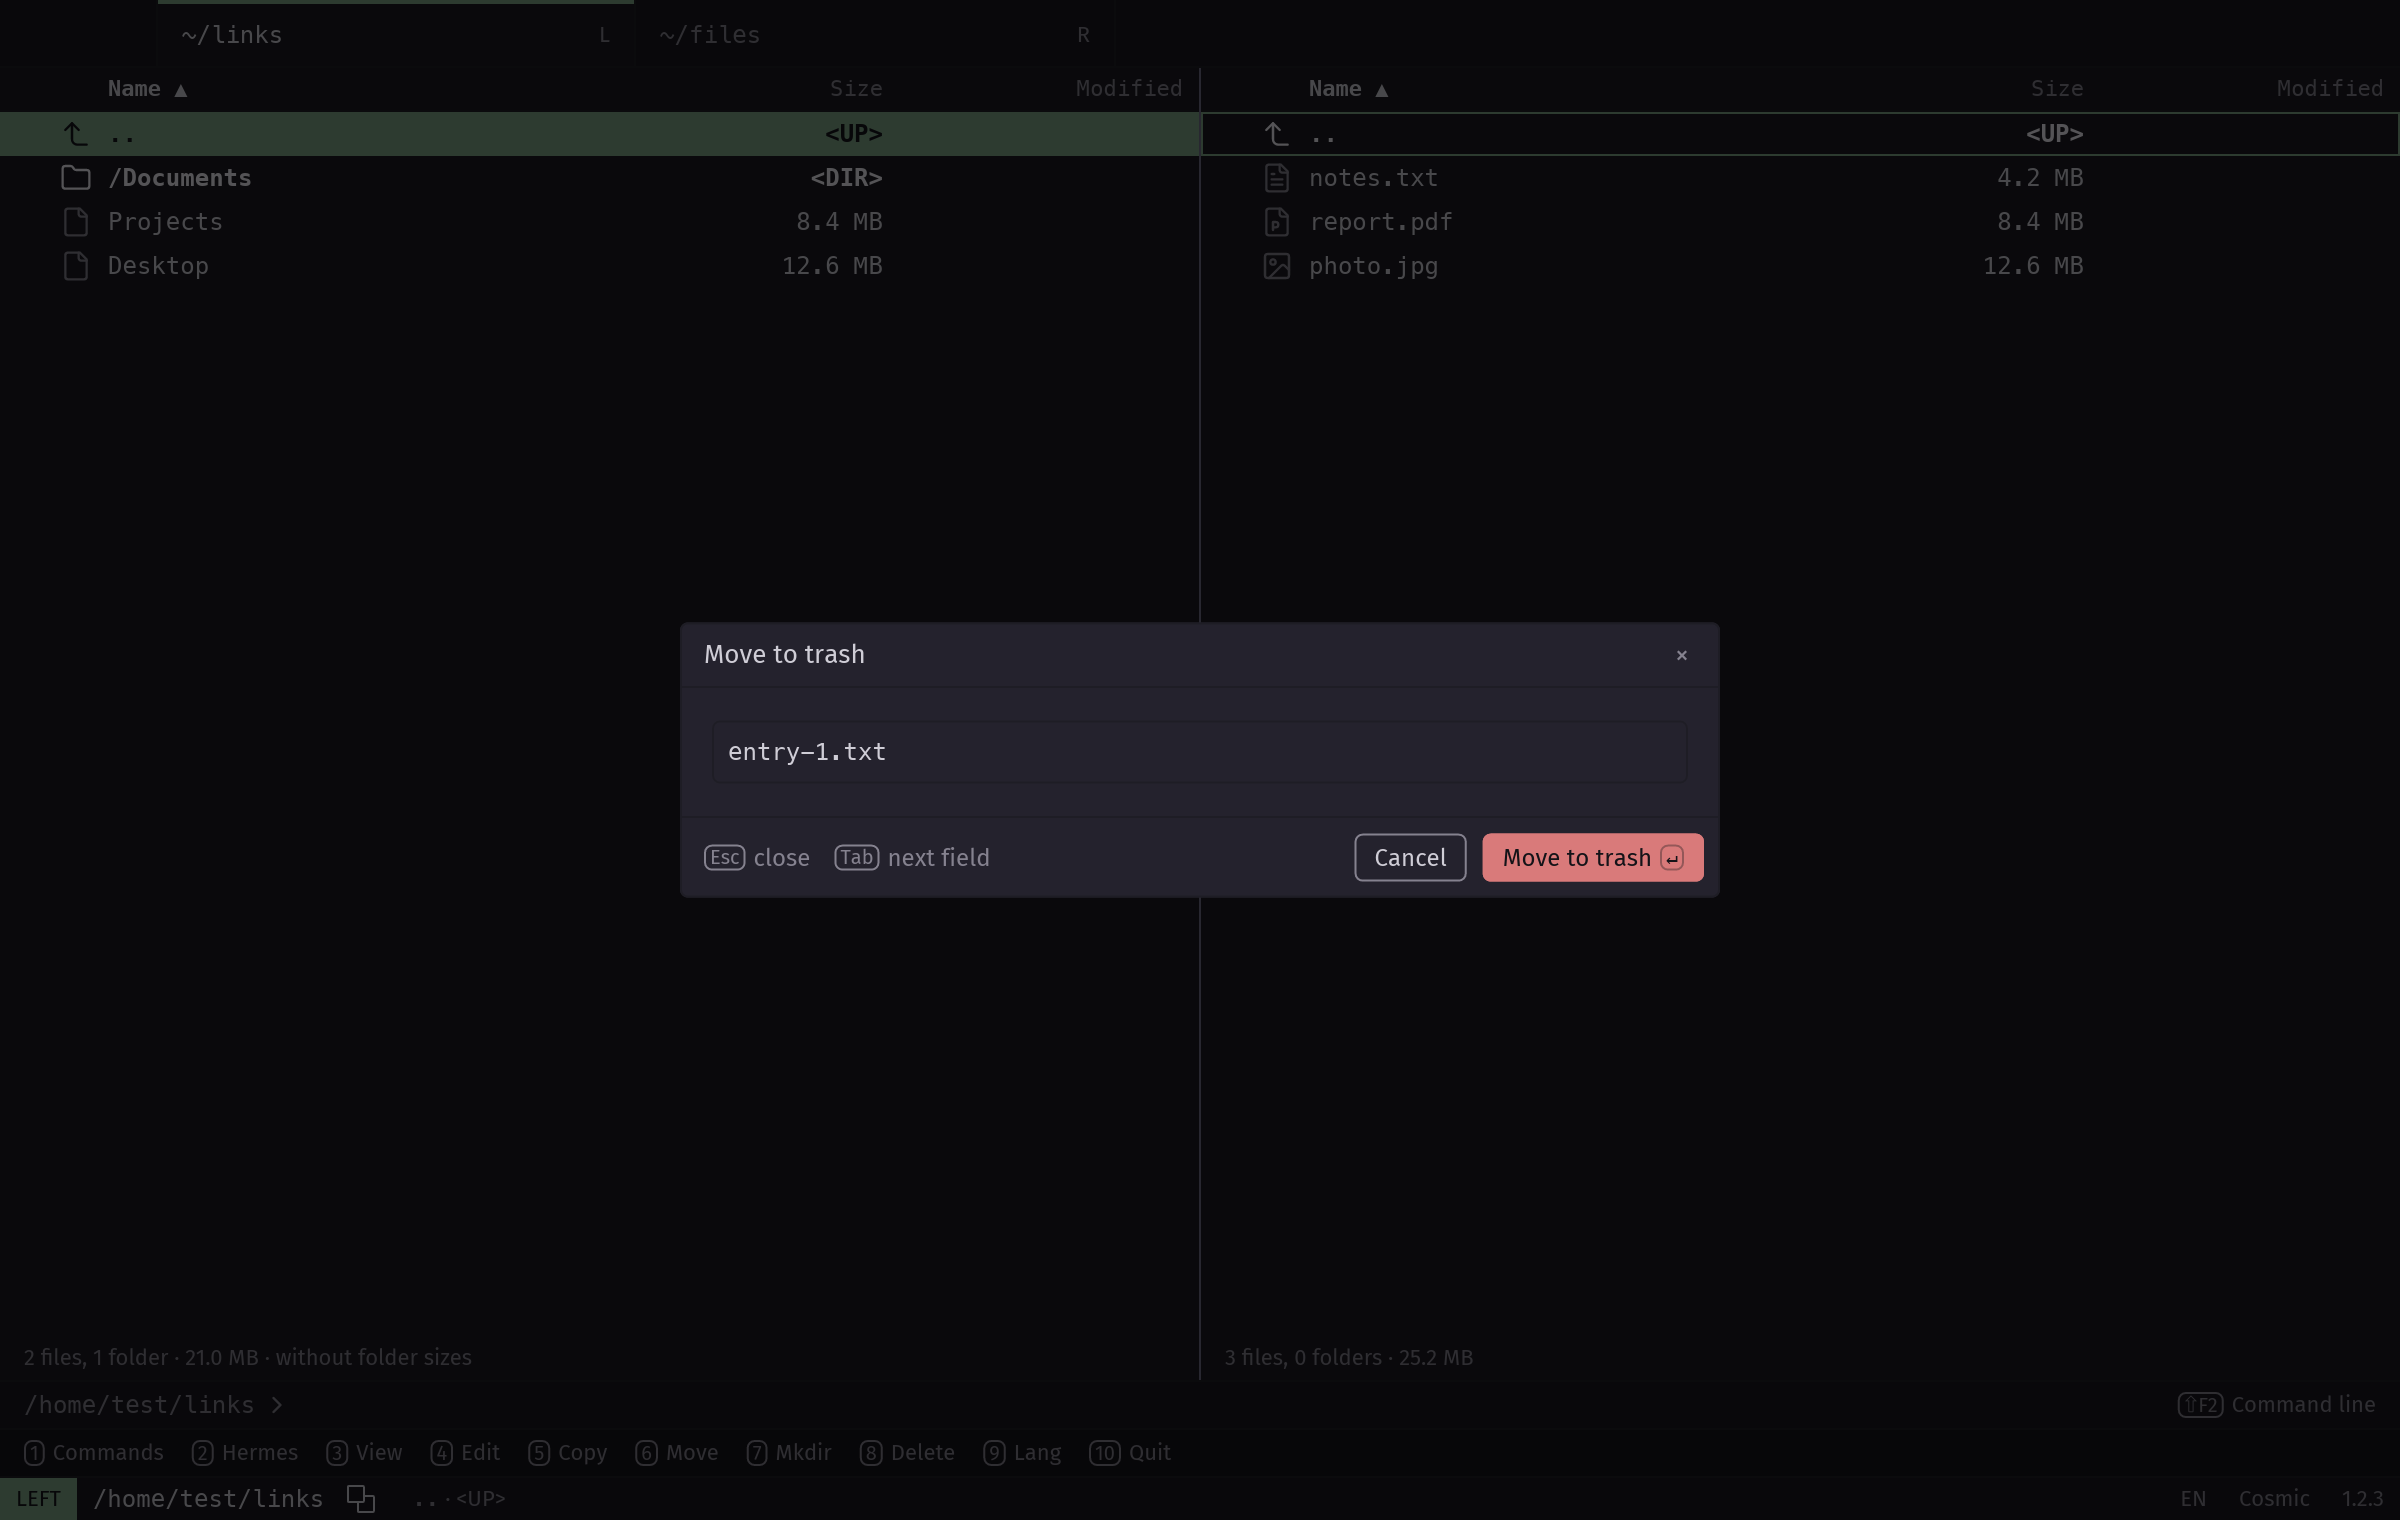 ~/links L ~/files R
Name ▲ Size Modified Name ▲ Size Modified
.. <UP> .. <UP>
/Documents <DIR> notes.txt 4.2 MB
Projects 8.4 MB report.pdf 8.4 MB
Desktop 12.6 MB photo.jpg 12.6 MB
Move to trash ×
entry-1.txt
Esc close Tab next field Cancel Move to trash ↵
2 files, 1 folder · 21.0 MB · without folder sizes 3 files, 0 folders · 25.2 MB
/home/test/links > ⇧F2 Command line
1 Commands 2 Hermes 3 View 4 Edit 5 Copy 6 Move 7 Mkdir 8 Delete 9 Lang 10 Quit
LEFT /home/test/links .. · <UP> EN Cosmic 1.2.3